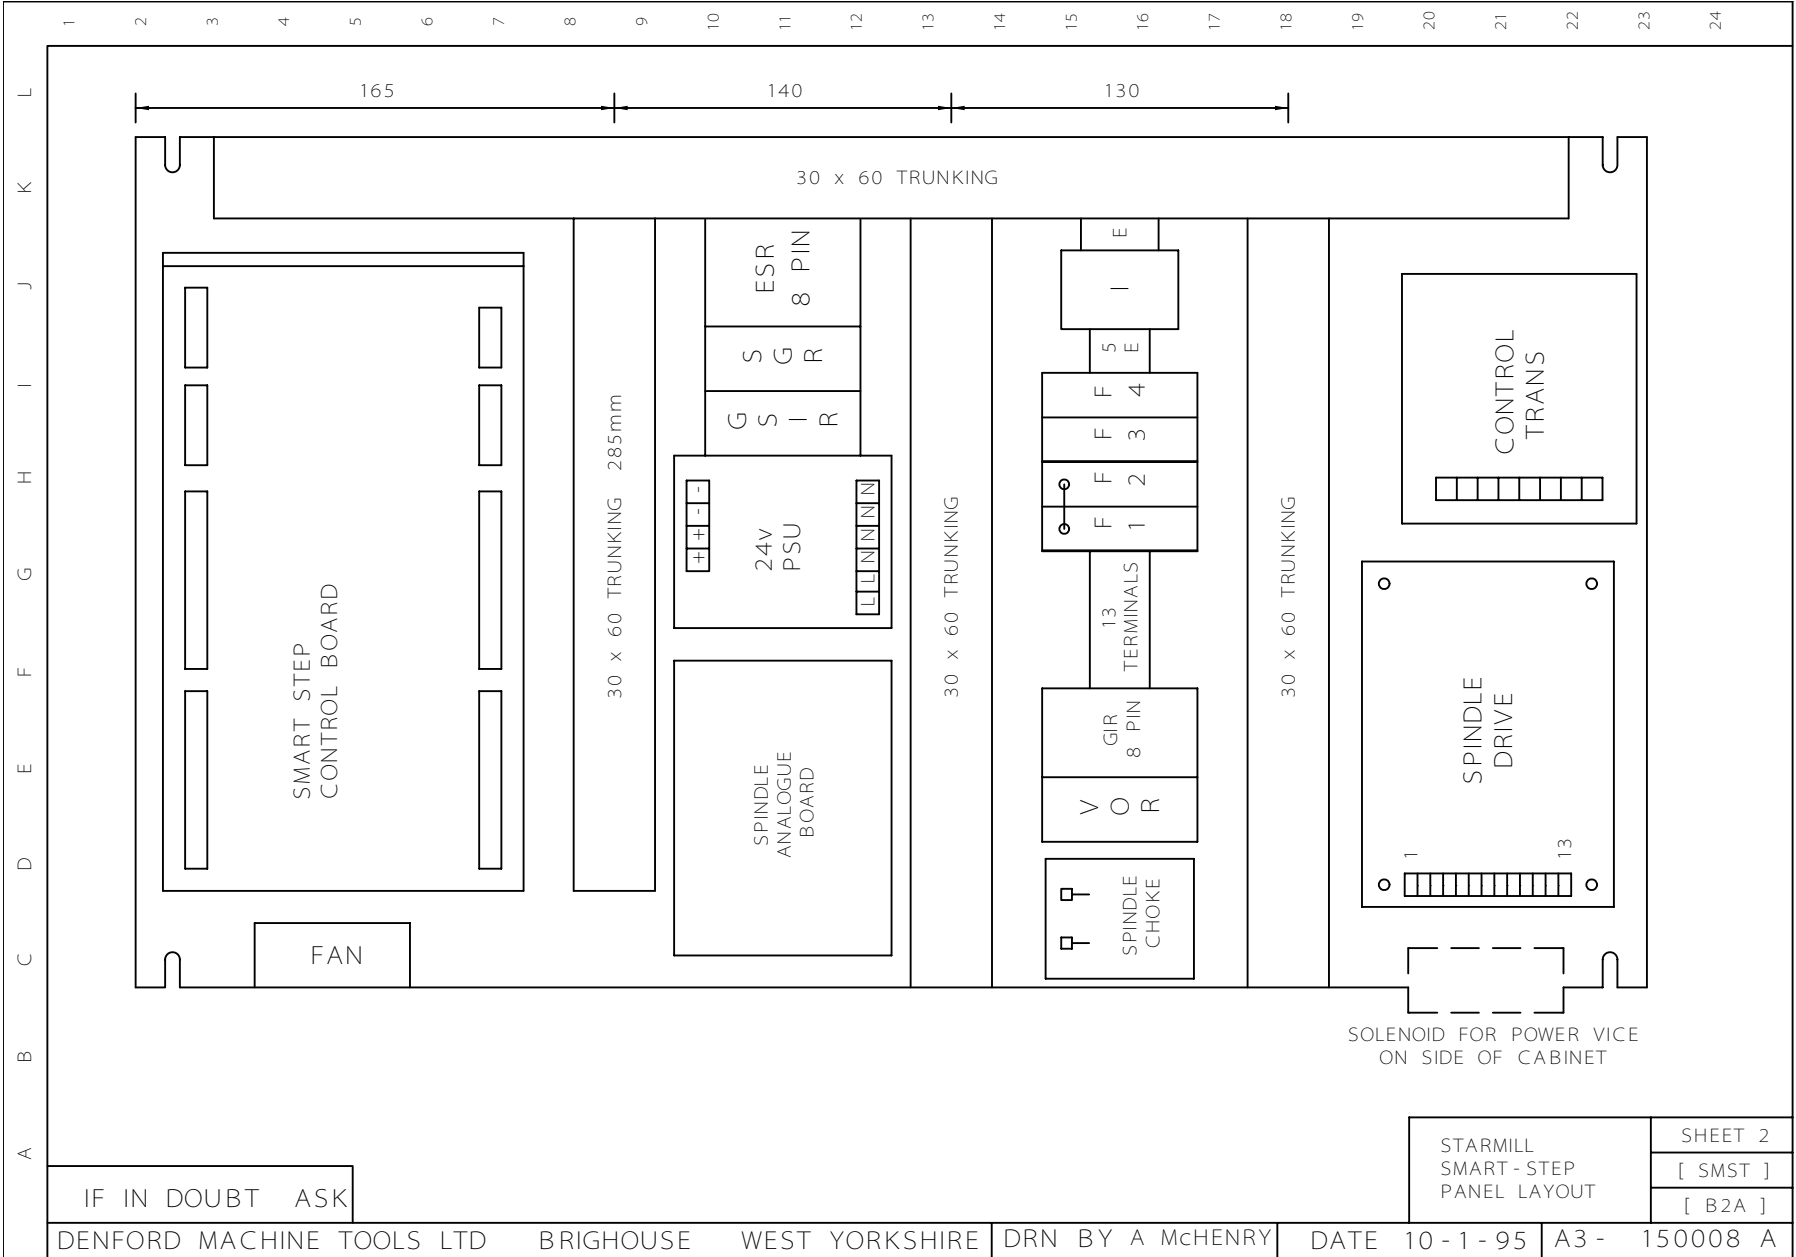 1 2 3 4 5 6 7 8 9 10 11 12 13 14 15 16 17 18 19 20 21 22 23 24
L
K
J
I
H
G
F
E
D
C
B
A
165 140 130
30 x 60 TRUNKING
SMART STEP
CONTROL BOARD
FAN
30 x 60 TRUNKING 285mm
ESR
8 PIN
S G R
G S I R
24v
PSU
+ + - -
L L N N N N
SPINDLE
ANALOGUE
BOARD
30 x 60 TRUNKING
E
I
5
E
F 4
F 3
F 2
F 1
13
TERMINALS
GIR
8 PIN
V O R
SPINDLE
CHOKE
30 x 60 TRUNKING
CONTROL
TRANS
SPINDLE
DRIVE
1 13
SOLENOID FOR POWER VICE
ON SIDE OF CABINET
STARMILL
SMART-STEP
PANEL LAYOUT
SHEET 2
[ SMST ]
[ B2A ]
IF IN DOUBT ASK
DENFORD MACHINE TOOLS LTD BRIGHOUSE WEST YORKSHIRE
DRN BY A McHENRY
DATE 10-1-95
A3- 150008 A